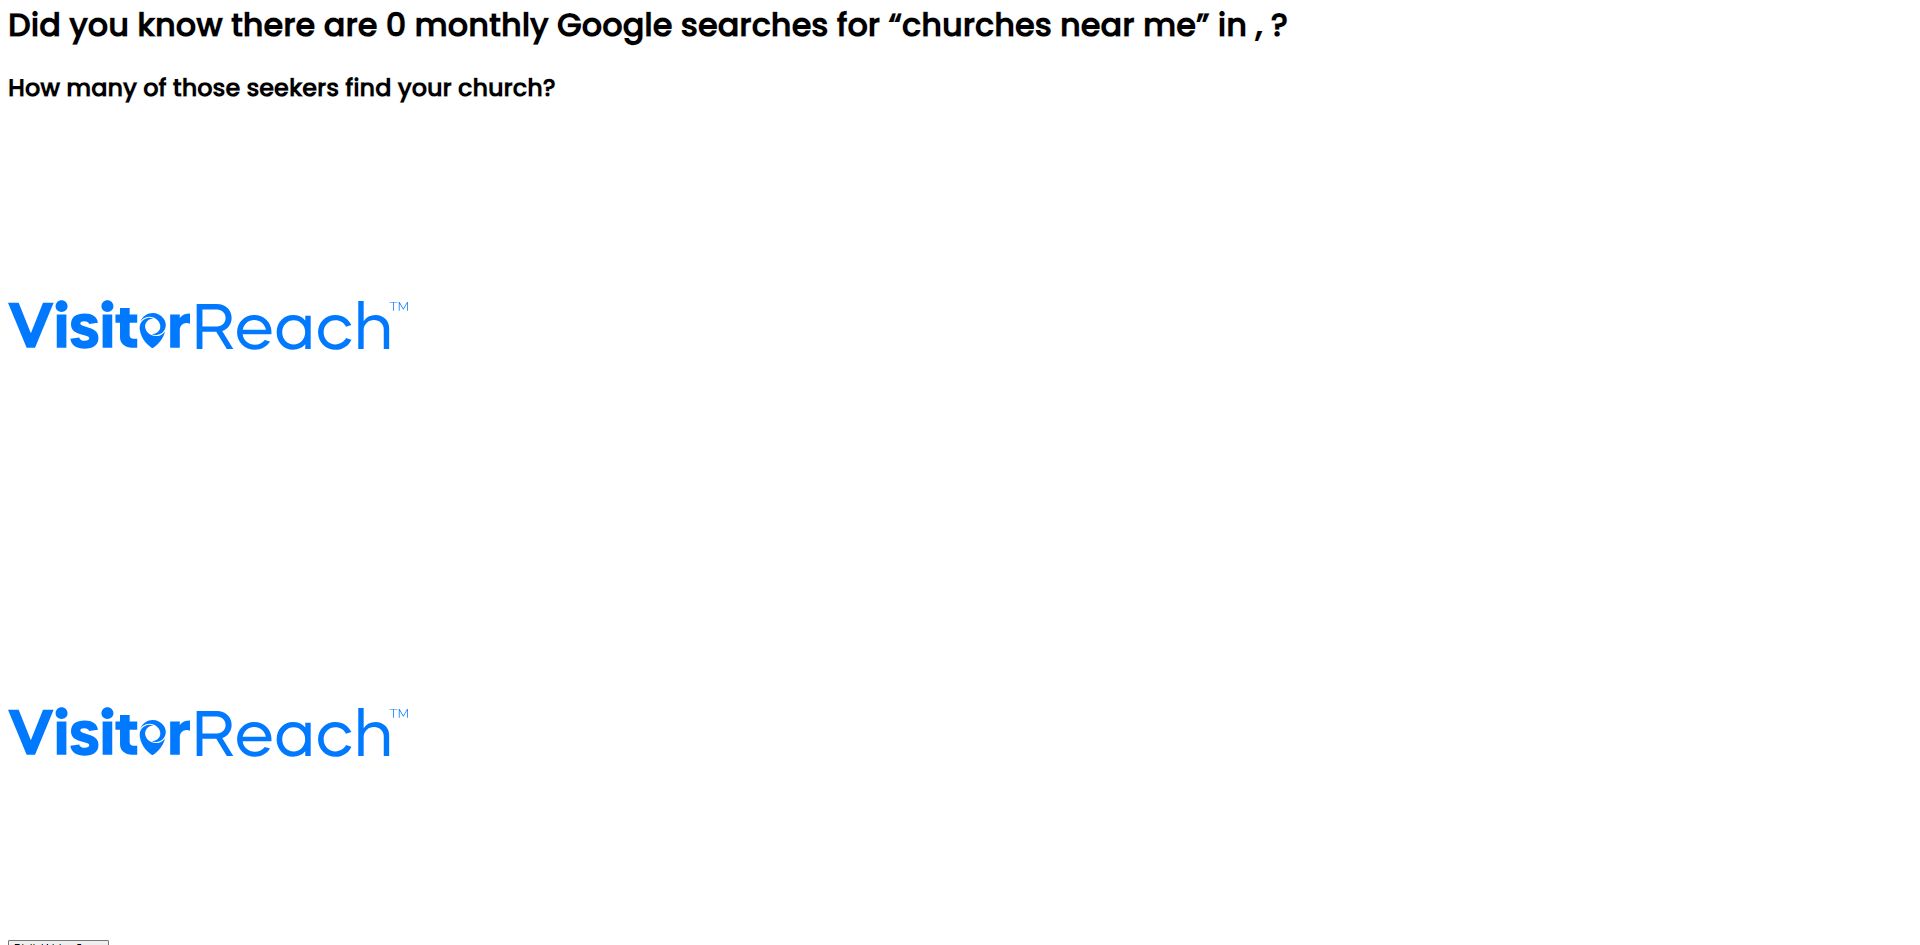 Did you know there are 0 monthly Google searches for “churches near me” in , ?
How many of those seekers find your church?
VisitorReach™
VisitorReach™